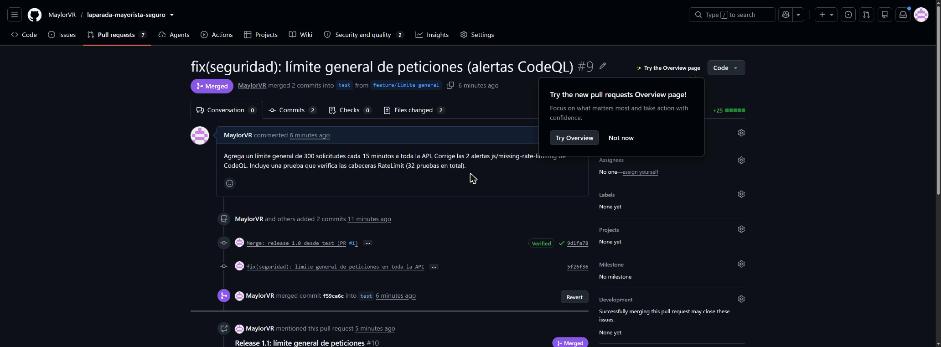 MaylorVR / laparada-mayorista-seguro
Type / to search
Code Issues Pull requests 7 Agents Actions Projects Wiki Security and quality 2 Insights Settings
fix(seguridad): límite general de peticiones (alertas CodeQL) #9
Try the Overview page
Code
Merged MaylorVR merged 2 commits into test from feature/limite-general 6 minutes ago
Try the new pull requests Overview page!
Focus on what matters most and take action with
confidence.
Try Overview Not now
Conversation 0 Commits 2 Checks 0 Files changed 2
+25
MaylorVR commented 6 minutes ago
Agrega un límite general de 300 solicitudes cada 15 minutos a toda la API. Corrige las 2 alertas js/missing-rate-limiting de
CodeQL. Incluye una prueba que verifica las cabeceras RateLimit (32 pruebas en total).
Assignees
No one—assign yourself
Labels
None yet
MaylorVR and others added 2 commits 11 minutes ago
Projects
None yet
Merge: release 1.0 desde test (PR #1) ... Verified
fix(seguridad): límite general de peticiones en toda la API ...
Milestone
No milestone
MaylorVR merged commit f59ca6c into test 6 minutes ago Revert
Development
Successfully merging this pull request may close these
issues.
None yet
MaylorVR mentioned this pull request 5 minutes ago
Release 1.1: límite general de peticiones #10
Merged